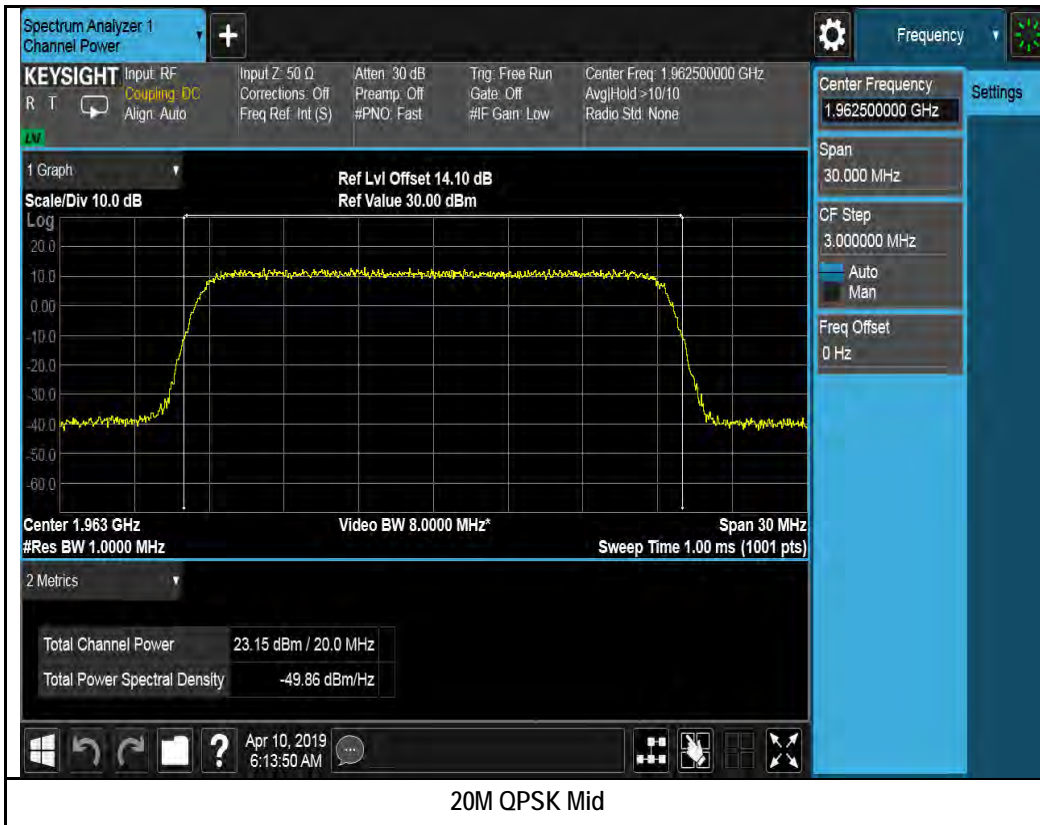 Spectrum Analyzer 1
Channel Power
+
Frequency
KEYSIGHT
R T
LV
Input: RF
Coupling: DC
Align: Auto
Input Z: 50 Ω
Corrections: Off
Freq Ref: Int (S)
Atten: 30 dB
Preamp: Off
#PNO: Fast
Trig: Free Run
Gate: Off
#IF Gain: Low
Center Freq: 1.962500000 GHz
Avg|Hold >10/10
Radio Std: None
Center Frequency
1.962500000 GHz
Settings
Span
30.000 MHz
CF Step
3.000000 MHz
Auto
Man
Freq Offset
0 Hz
1 Graph
Scale/Div 10.0 dB
Ref Lvl Offset 14.10 dB
Ref Value 30.00 dBm
Log
20.0
10.0
0.00
-10.0
-20.0
-30.0
-40.0
-50.0
-60.0
Center 1.963 GHz
#Res BW 1.0000 MHz
Video BW 8.0000 MHz*
Span 30 MHz
Sweep Time 1.00 ms (1001 pts)
2 Metrics
Total Channel Power 23.15 dBm / 20.0 MHz
Total Power Spectral Density -49.86 dBm/Hz
?
Apr 10, 2019
6:13:50 AM
20M QPSK Mid